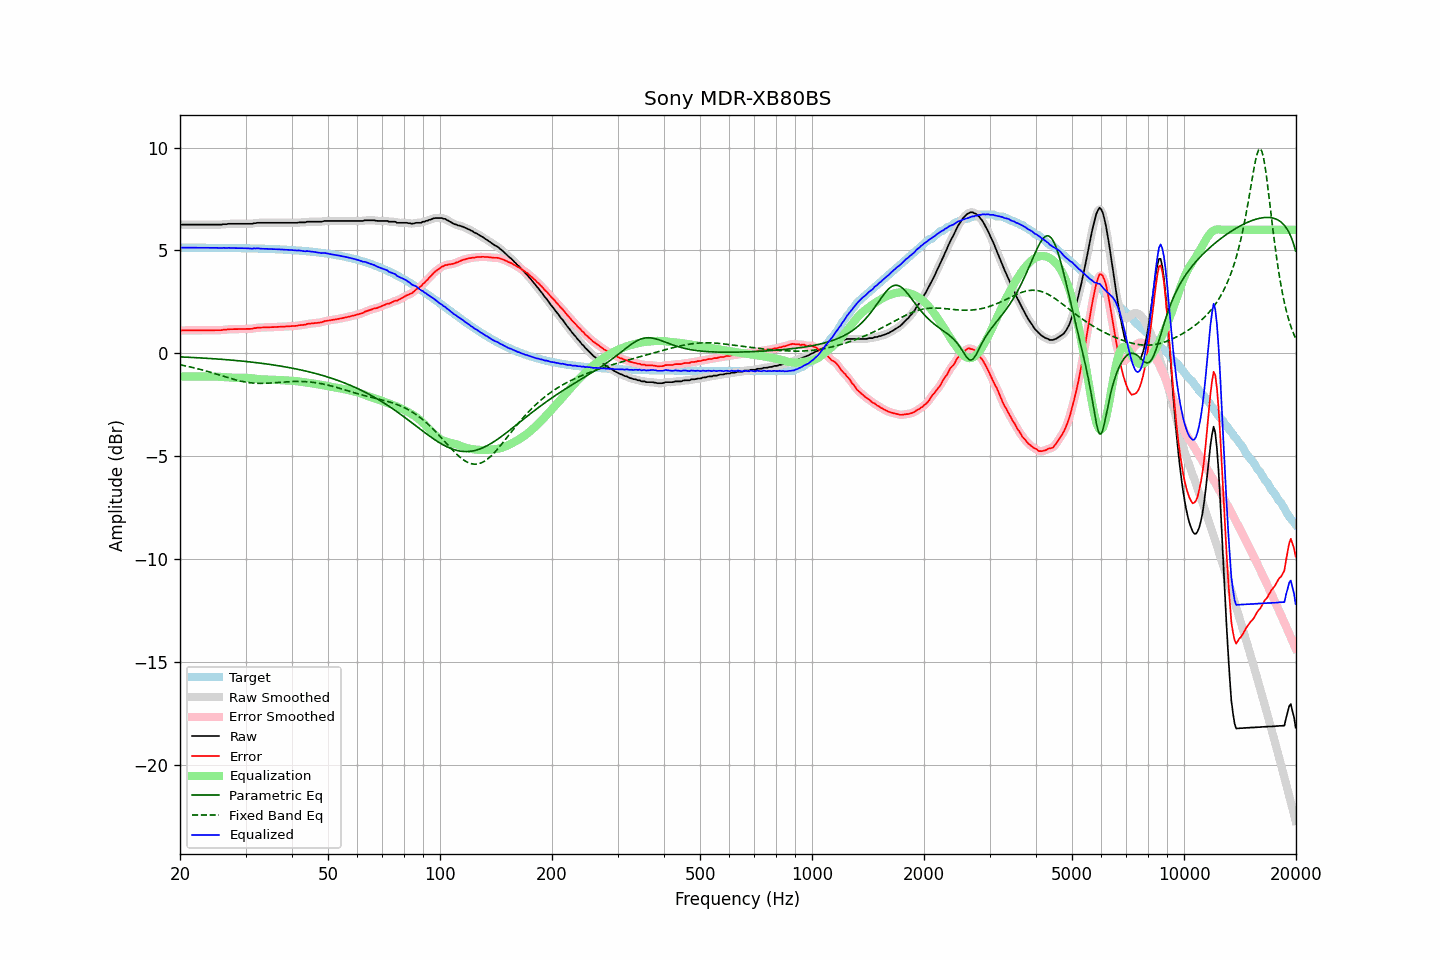 Sony MDR-XB80BS
Amplitude (dBr)
10
5
0
−5
−10
−15
−20
Target
Raw Smoothed
Error Smoothed
Raw
Error
Equalization
Parametric Eq
Fixed Band Eq
Equalized
20 50 100 200 500 1000 2000 5000 10000 20000
Frequency (Hz)